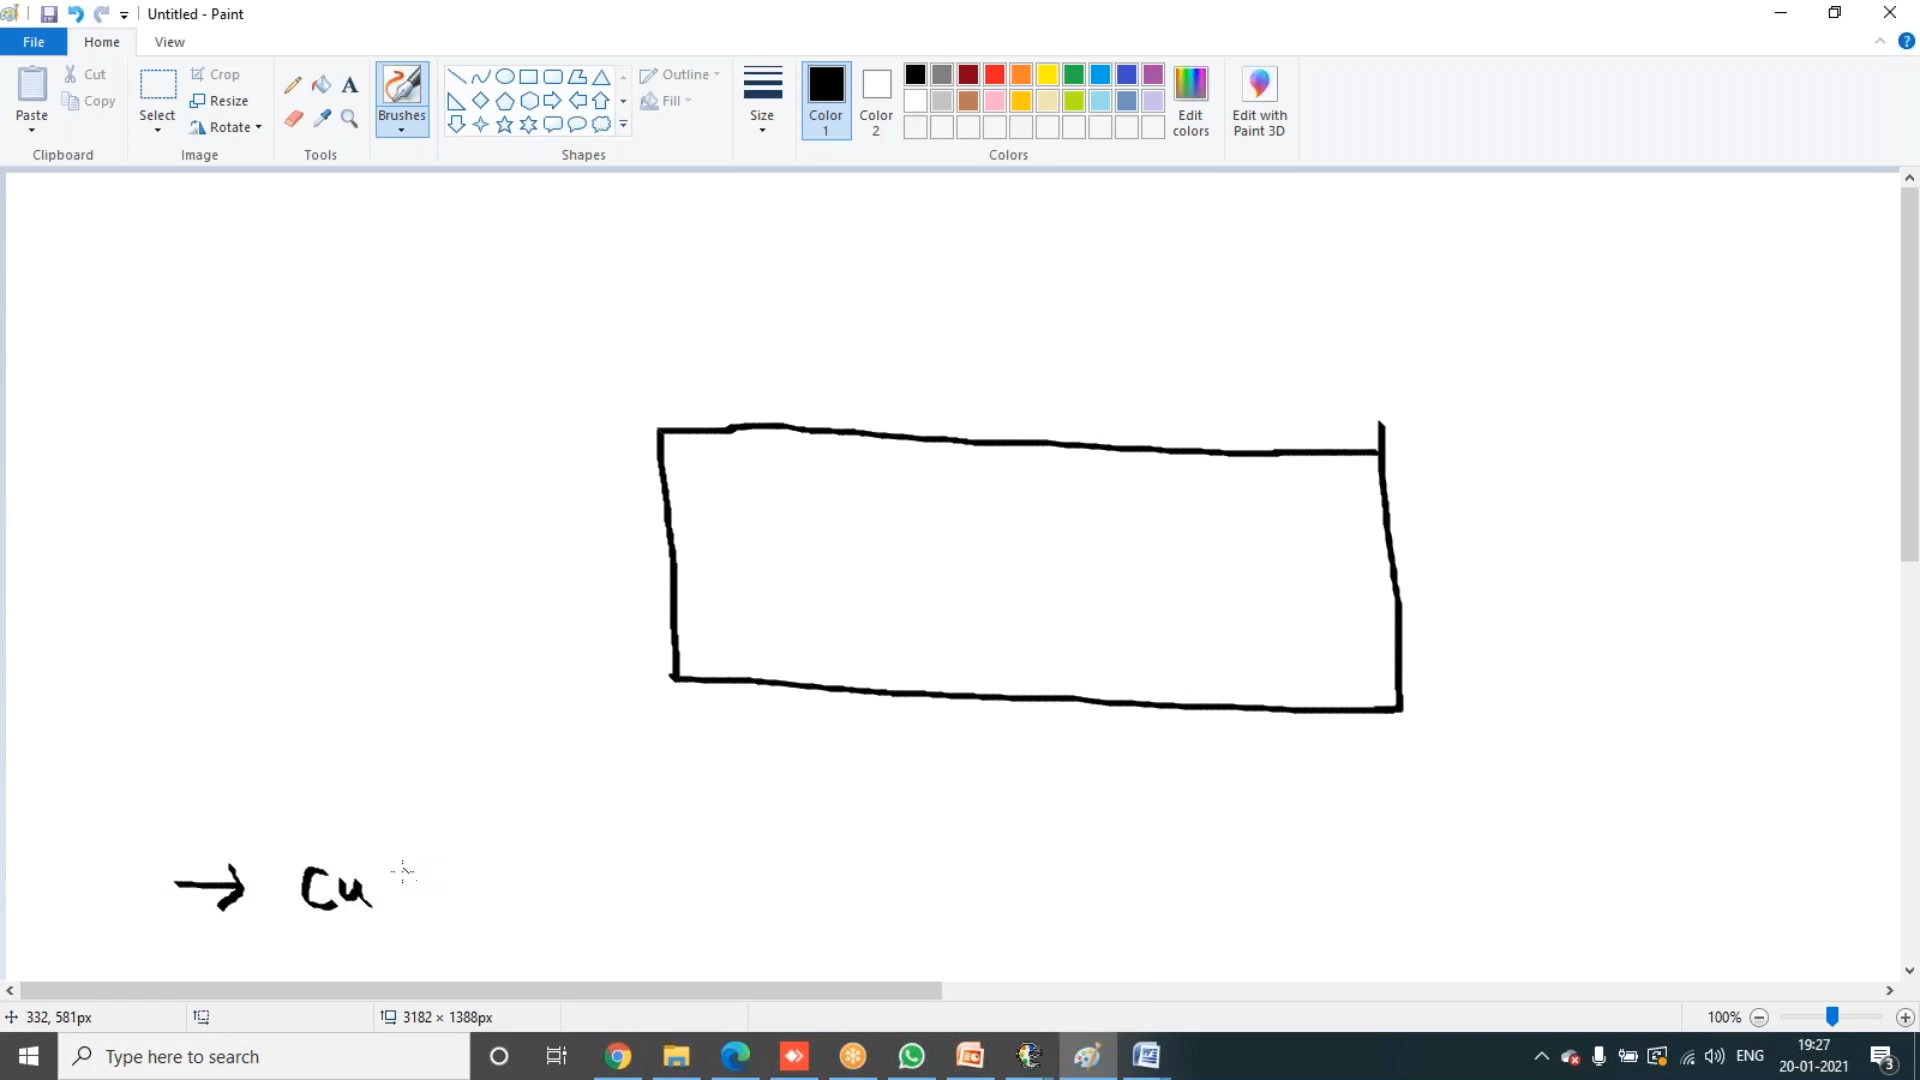 Untitled - Paint
File Home View
Cut
Copy
Paste
Clipboard
Select
Crop
Resize
Rotate
Image
Tools
Brushes
Shapes
Outline
Fill
Size
Color 1
Color 2
Colors
Edit colors
Edit with Paint 3D
→ Cu
332, 581px
3182 × 1388px
100%
Type here to search
ENG
19:27
20-01-2021
3